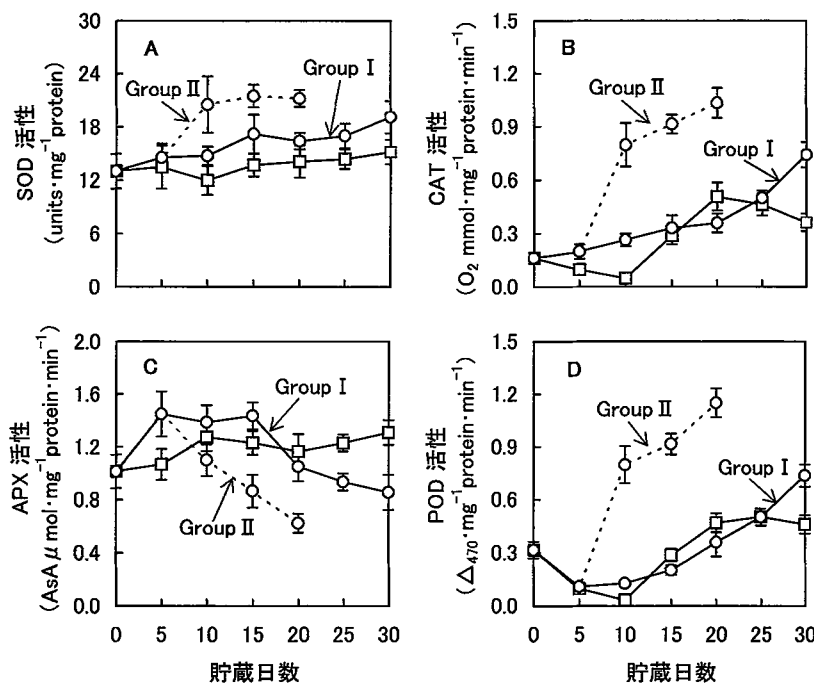 A
SOD 活性
(units・mg⁻¹protein)
30
24
18
12
6
0
Group II
Group I
B
CAT 活性
(O₂ mmol・mg⁻¹protein・min⁻¹)
1.5
1.2
0.9
0.6
0.3
0.0
Group II
Group I
C
APX 活性
(AsA μmol・mg⁻¹protein・min⁻¹)
2.0
1.6
1.2
0.8
0.4
0.0
Group I
Group II
0 5 10 15 20 25 30
貯蔵日数
D
POD 活性
(△₄₇₀・mg⁻¹protein・min⁻¹)
1.5
1.2
0.9
0.6
0.3
0.0
Group II
Group I
0 5 10 15 20 25 30
貯蔵日数